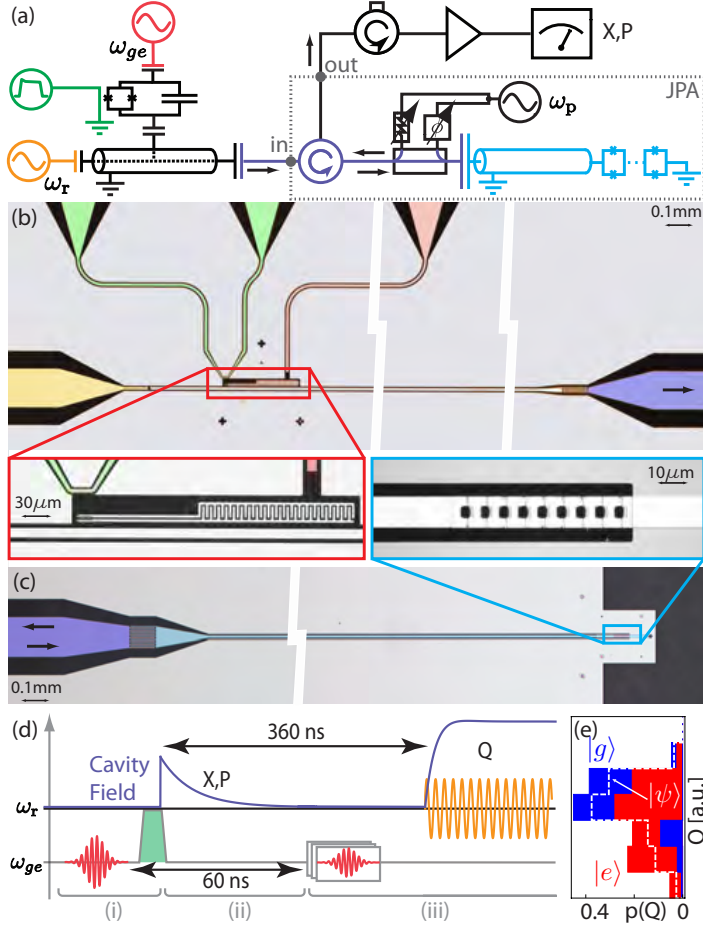 (a)
ω_ge
X,P
out
JPA
ω_p
in
ω_r
(b)
0.1mm
30μm
10μm
(c)
0.1mm
(d)
360 ns
(e)
Cavity
Field
X,P
Q
|g⟩
|ψ⟩
ω_r
Q [a.u.]
ω_ge
60 ns
|e⟩
(i)
(ii)
(iii)
0.4
p(Q)
0